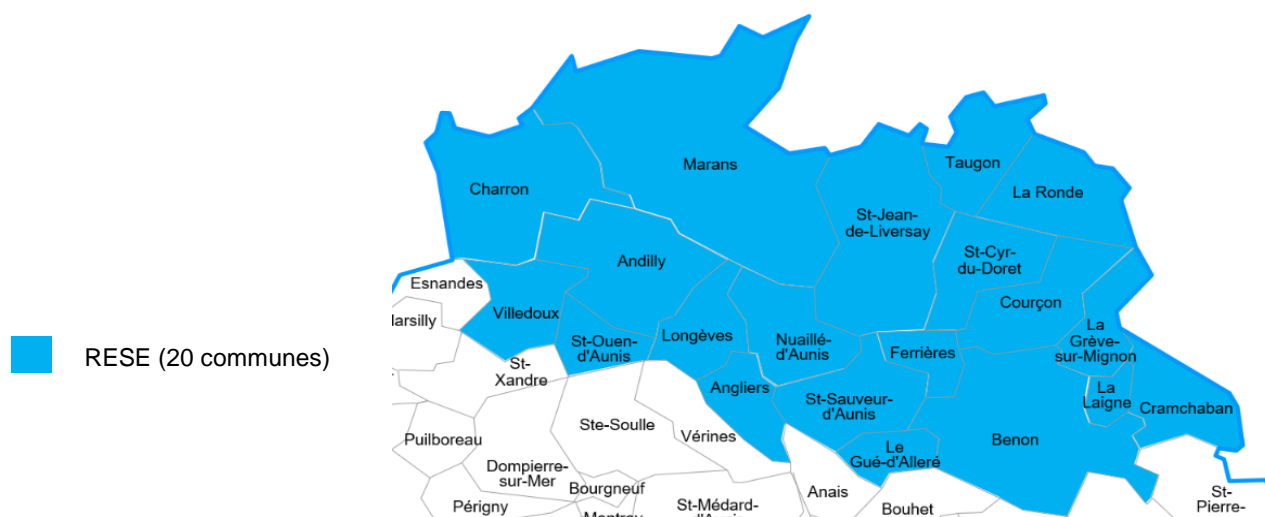 Taugon
Marans
Charron
La Ronde
St-Jean-
de-Liversay
St-Cyr-
du-Doret
Andilly
Esnandes
Courçon
Villedoux
Longèves
Nuaillé-
d'Aunis
St-Ouen-
d'Aunis
Ferrières
La
Grève-
sur-Mignon
RESE (20 communes)
St-
Xandre
Angliers
St-Sauveur-
d'Aunis
La
Laigne
Cramchaban
Ste-Soulle
Vérines
Puilboreau
Le
Gué-d'Alleré
Benon
Dompierre-
sur-Mer
Bourgneuf
Anais
Périgny
St-Médard-
Bouhet
St-
Pierre-